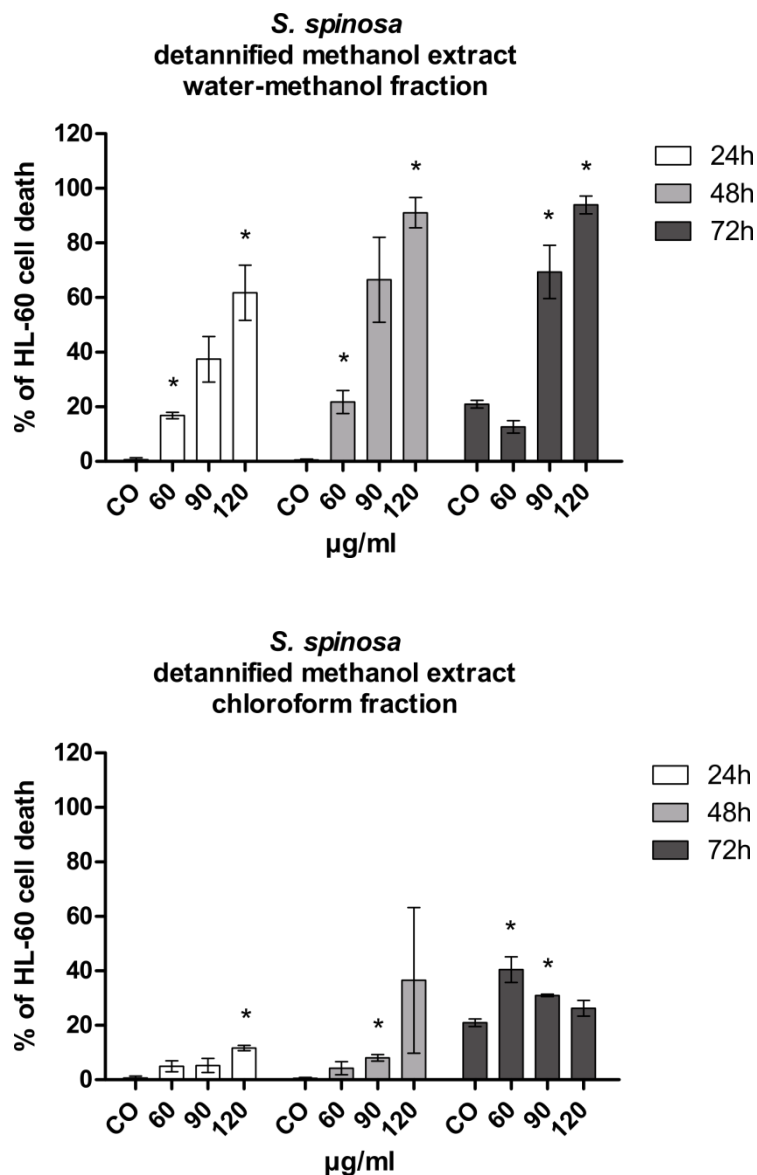 S. spinosa
detannified methanol extract
water-methanol fraction
120
100
80
60
40
20
0
% of HL-60 cell death
*
*
*
*
*
*
CO 60 90 120 CO 60 90 120 CO 60 90 120
µg/ml
24h
48h
72h
S. spinosa
detannified methanol extract
chloroform fraction
120
100
80
60
40
20
0
% of HL-60 cell death
*
*
*
*
CO 60 90 120 CO 60 90 120 CO 60 90 120
µg/ml
24h
48h
72h